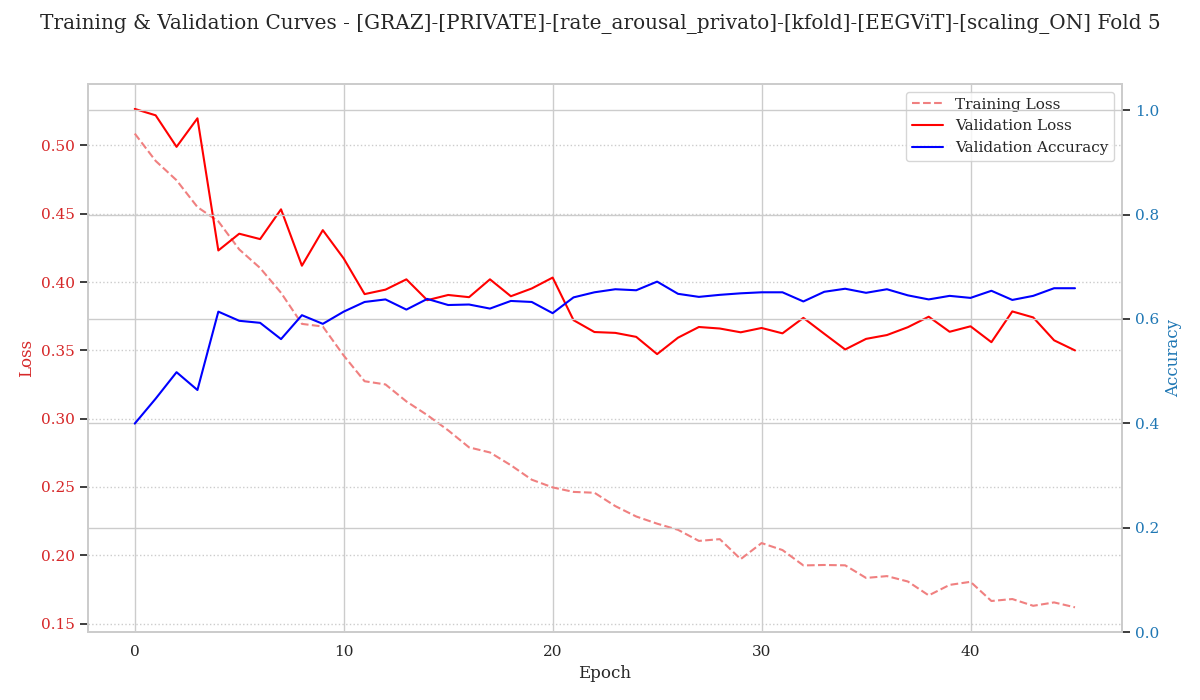 Training & Validation Curves - [GRAZ]-[PRIVATE]-[rate_arousal_privato]-[kfold]-[EEGViT]-[scaling_ON] Fold 5
Training Loss
Validation Loss
Validation Accuracy
Loss
0.50
0.45
0.40
0.35
0.30
0.25
0.20
0.15
1.0
0.8
0.6
0.4
0.2
0.0
Accuracy
0
10
20
30
40
Epoch